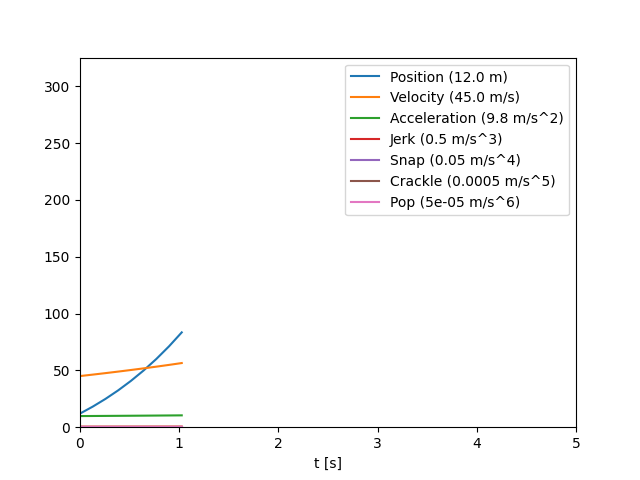 300
250
200
150
100
50
0
Position (12.0 m)
Velocity (45.0 m/s)
Acceleration (9.8 m/s^2)
Jerk (0.5 m/s^3)
Snap (0.05 m/s^4)
Crackle (0.0005 m/s^5)
Pop (5e-05 m/s^6)
0 1 2 3 4 5
t [s]